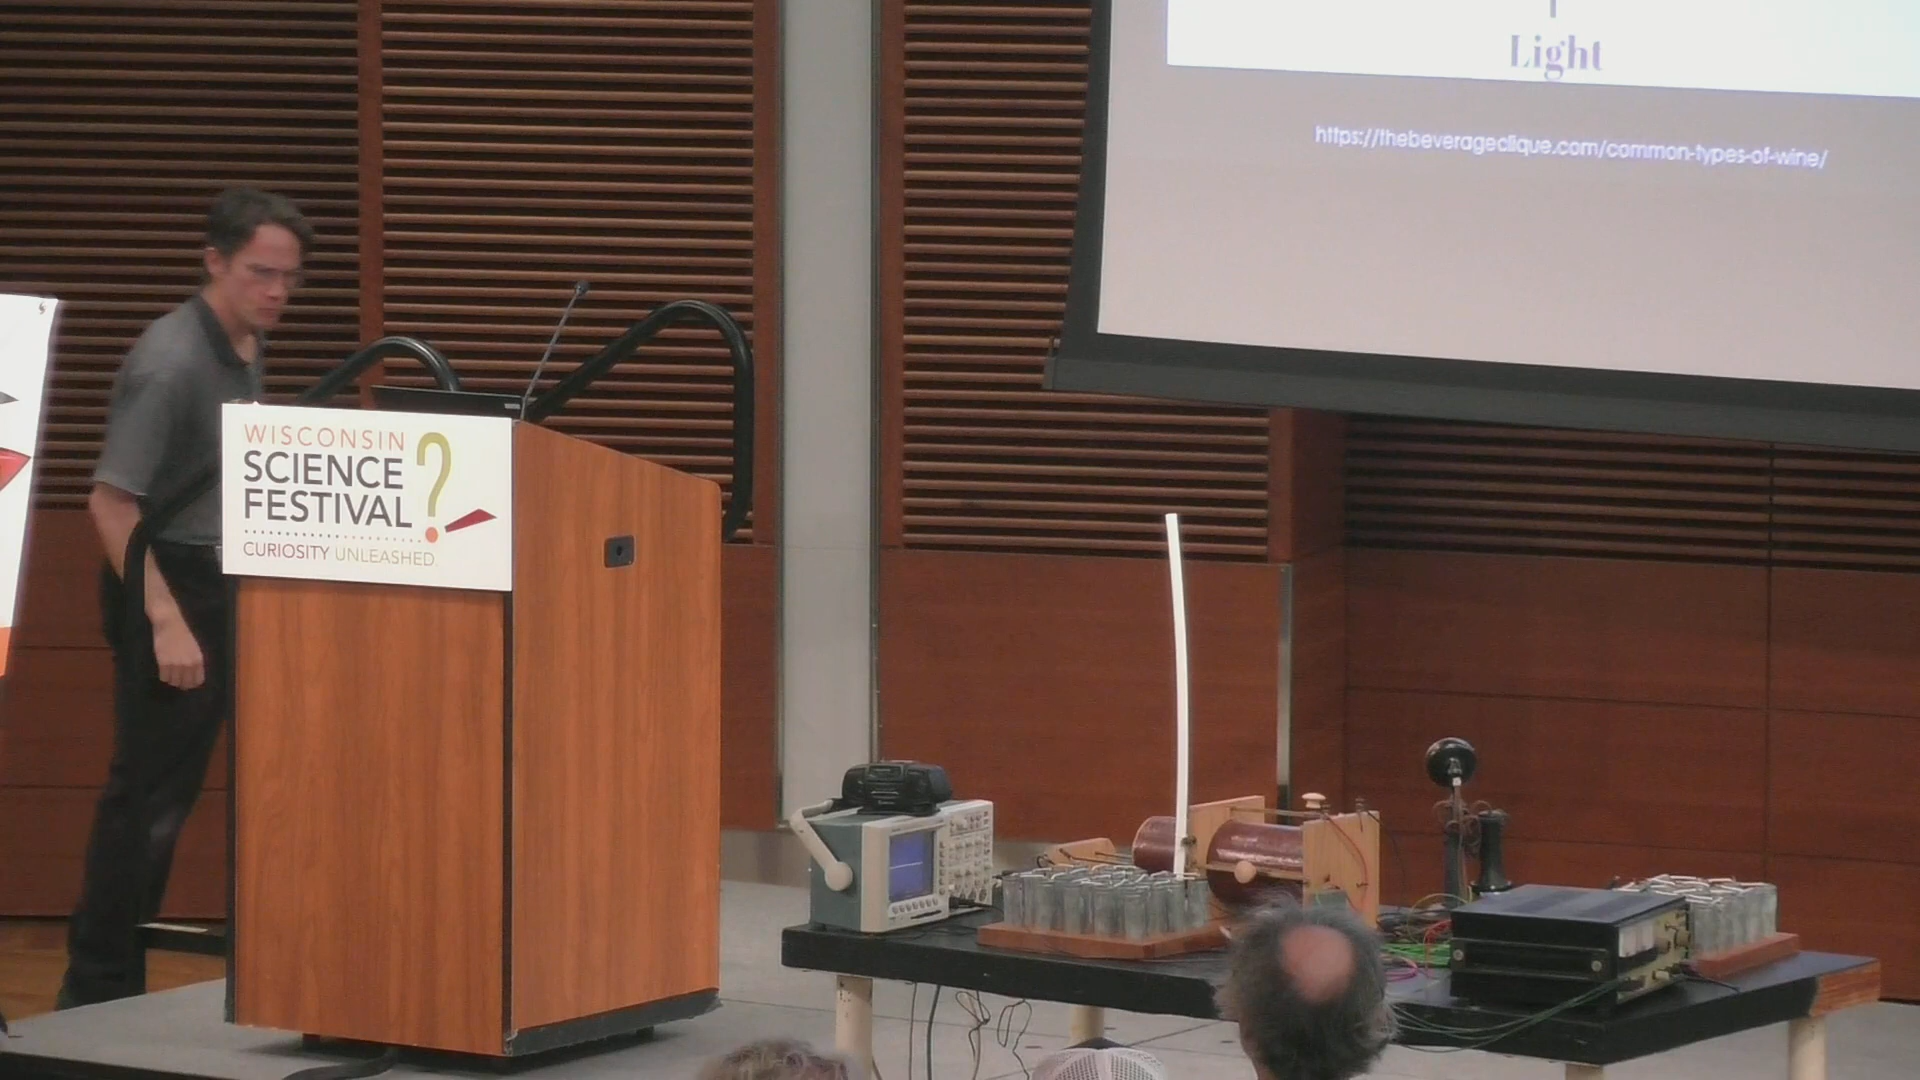 Light
https://thebeverageclique.com/common-types-of-wine/
WISCONSIN
SCIENCE
FESTIVAL
?
CURIOSITY UNLEASHED.